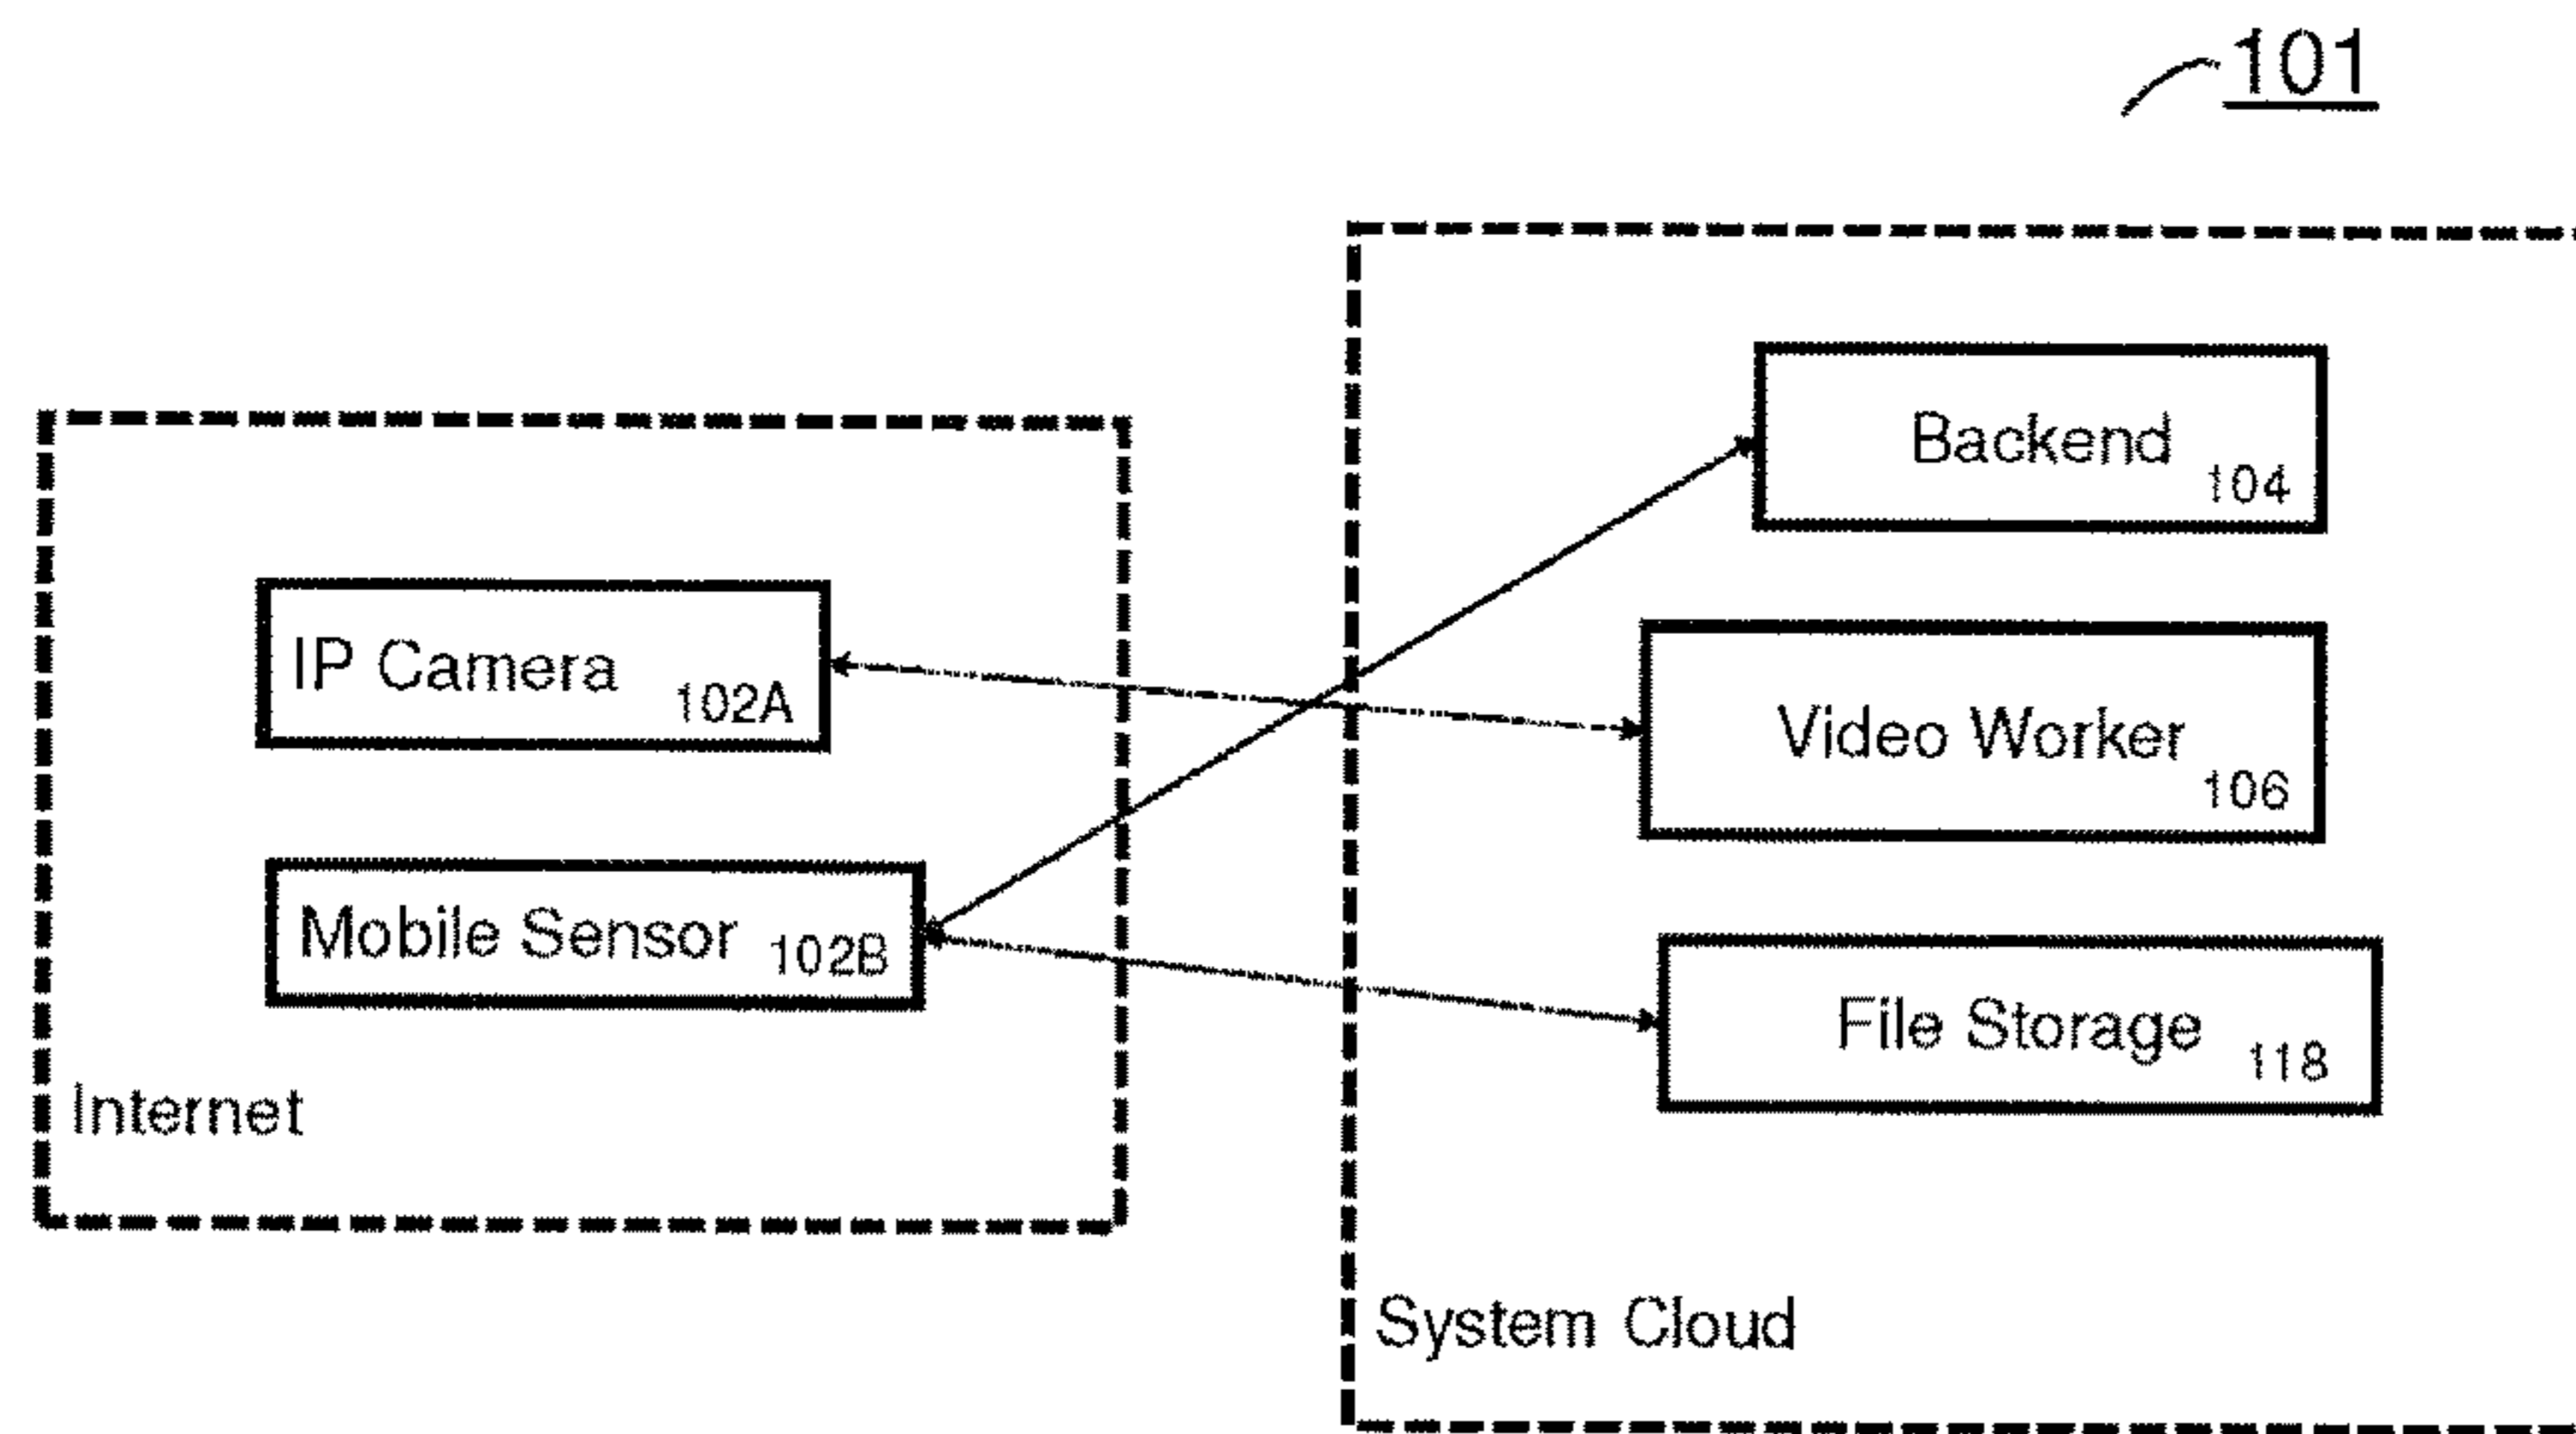 101
Backend
104
IP Camera
102A
Video Worker
106
Mobile Sensor
102B
File Storage
118
Internet
System Cloud